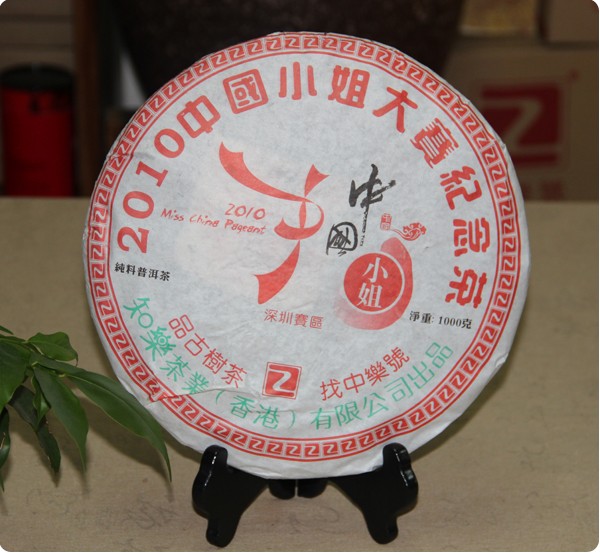 2010中國小姐大賽紀念茶
2010
Miss China Pageant
中國
小姐
深圳賽區
純料普洱茶
淨重: 1000克
品古樹茶
找中樂號
知樂茶業(香港)有限公司出品